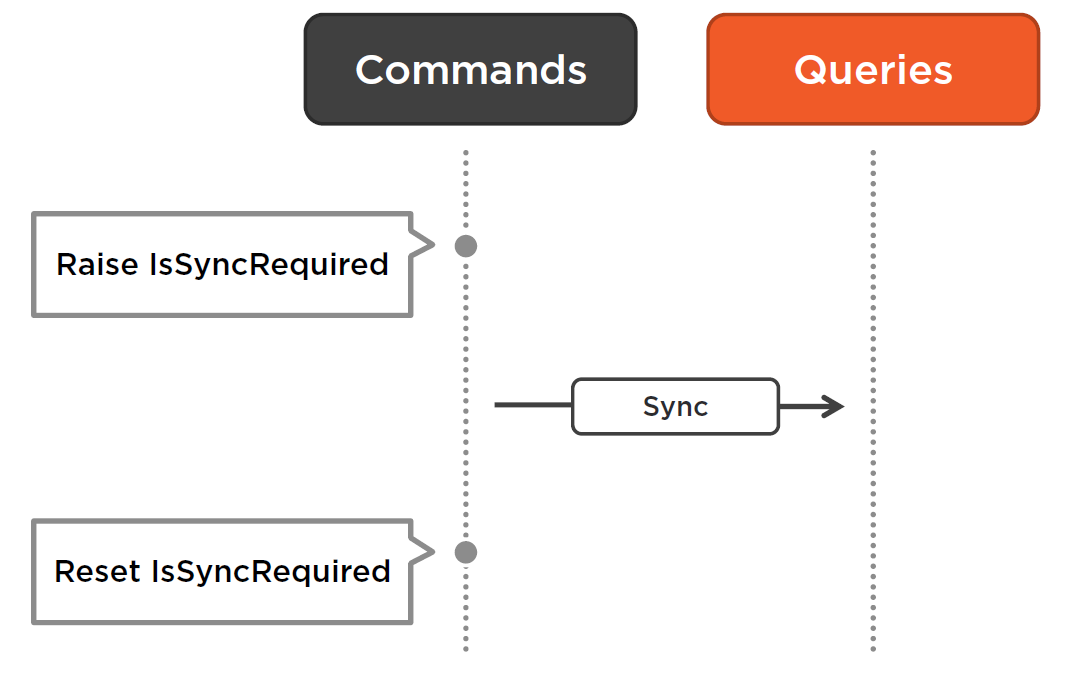 Commands
Queries
Raise IsSyncRequired
Sync
Reset IsSyncRequired